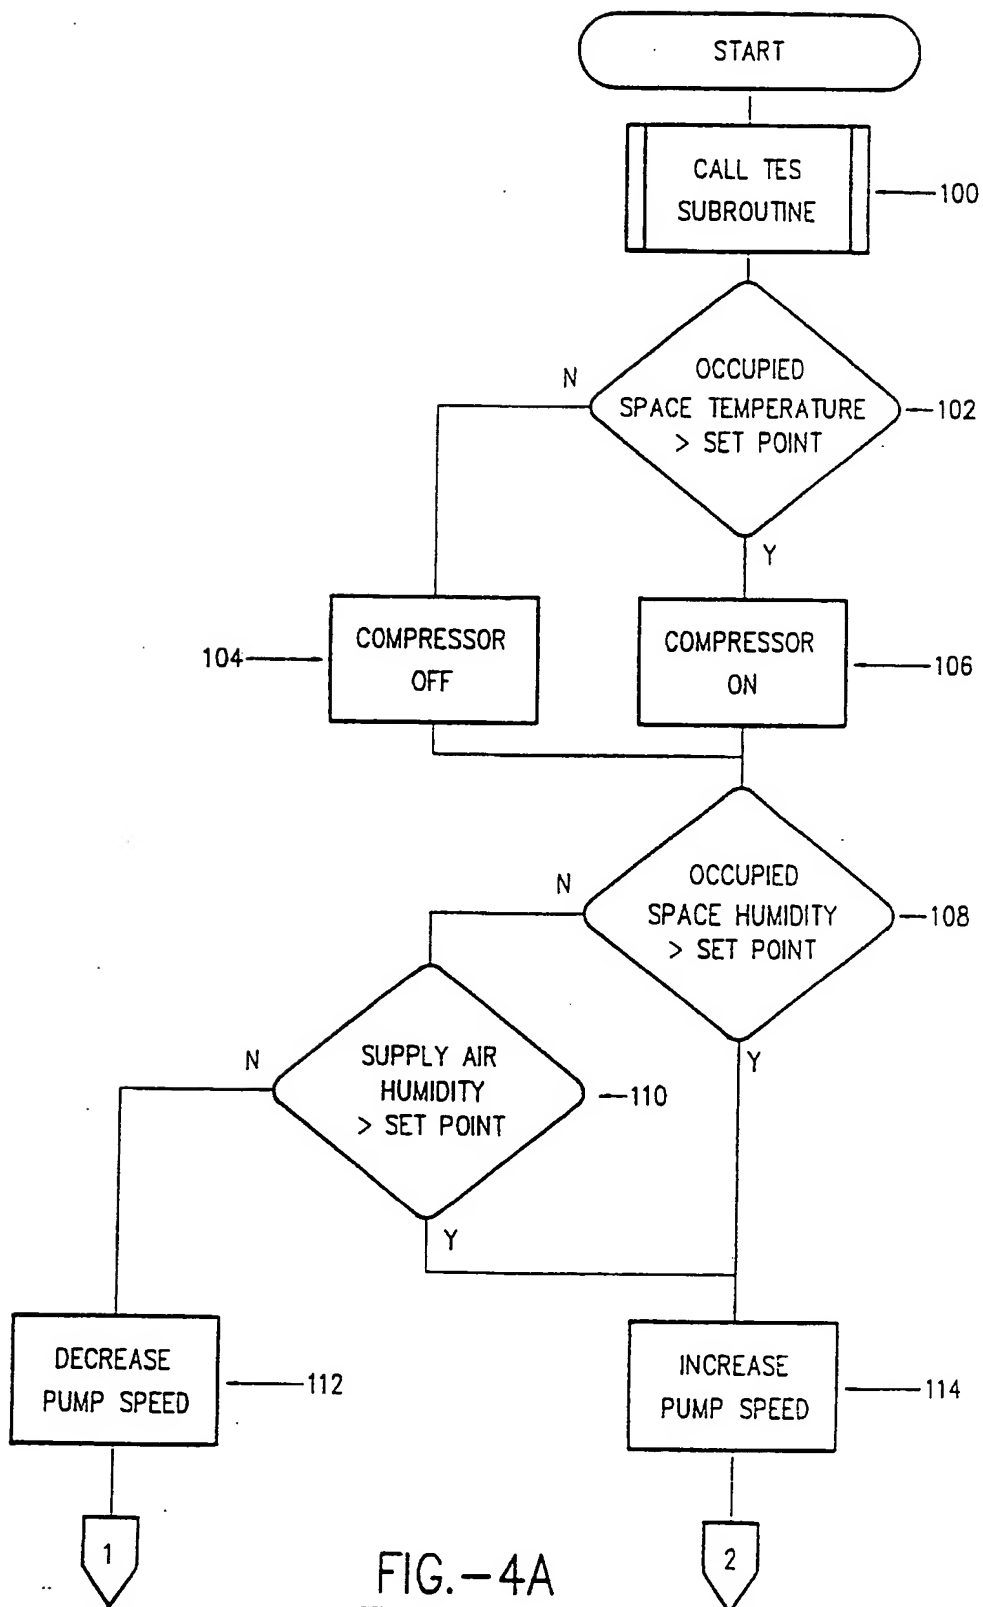 START
CALL TES
SUBROUTINE
100
OCCUPIED
SPACE TEMPERATURE
> SET POINT
102
N
Y
COMPRESSOR
OFF
104
COMPRESSOR
ON
106
OCCUPIED
SPACE HUMIDITY
> SET POINT
108
N
Y
SUPPLY AIR
HUMIDITY
> SET POINT
110
N
Y
DECREASE
PUMP SPEED
112
INCREASE
PUMP SPEED
114
1
2
FIG.-4A